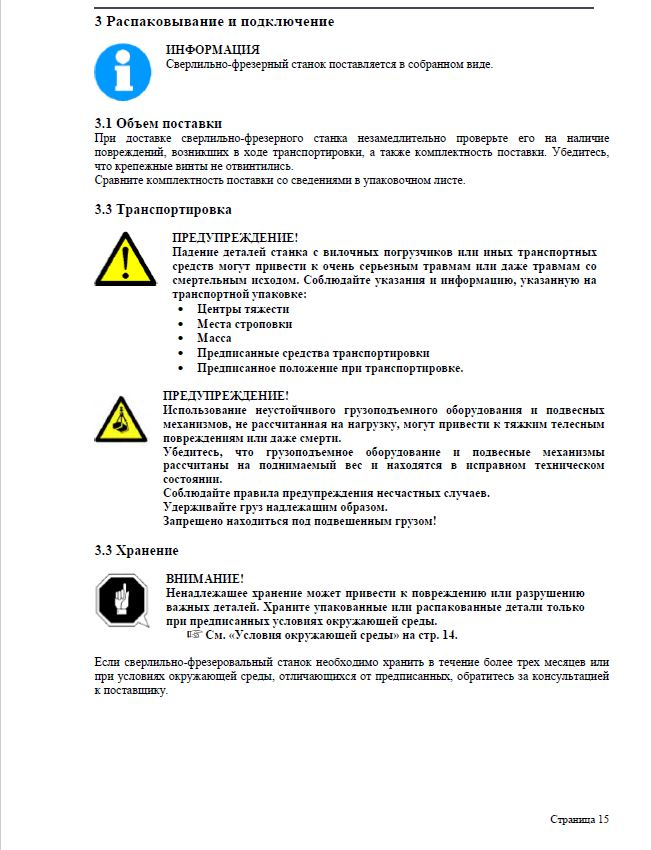 3 Распаковывание и подключение
ИНФОРМАЦИЯ
Сверлильно-фрезерный станок поставляется в собранном виде.
3.1 Объем поставки
При доставке сверлильно-фрезерного станка незамедлительно проверьте его на наличие
повреждений, возникших в ходе транспортировки, а также комплектность поставки. Убедитесь,
что крепежные винты не отвинтились.
Сравните комплектность поставки со сведениями в упаковочном листе.
3.3 Транспортировка
ПРЕДУПРЕЖДЕНИЕ!
Падение деталей станка с вилочных погрузчиков или иных транспортных
средств могут привести к очень серьезным травмам или даже травмам со
смертельным исходом. Соблюдайте указания и информацию, указанную на
транспортной упаковке:
• Центры тяжести
• Места строповки
• Масса
• Предписанные средства транспортировки
• Предписанное положение при транспортировке.
ПРЕДУПРЕЖДЕНИЕ!
Использование неустойчивого грузоподъемного оборудования и подвесных
механизмов, не рассчитанная на нагрузку, могут привести к тяжким телесным
повреждениям или даже смерти.
Убедитесь, что грузоподъемное оборудование и подвесные механизмы
рассчитаны на поднимаемый вес и находятся в исправном техническом
состоянии.
Соблюдайте правила предупреждения несчастных случаев.
Удерживайте груз надлежащим образом.
Запрещено находиться под подвешенным грузом!
3.3 Хранение
ВНИМАНИЕ!
Ненадлежащее хранение может привести к повреждению или разрушению
важных деталей. Храните упакованные или распакованные детали только
при предписанных условиях окружающей среды.
☞ См. «Условия окружающей среды» на стр. 14.
Если сверлильно-фрезеровальный станок необходимо хранить в течение более трех месяцев или
при условиях окружающей среды, отличающихся от предписанных, обратитесь за консультацией
к поставщику.
Страница 15